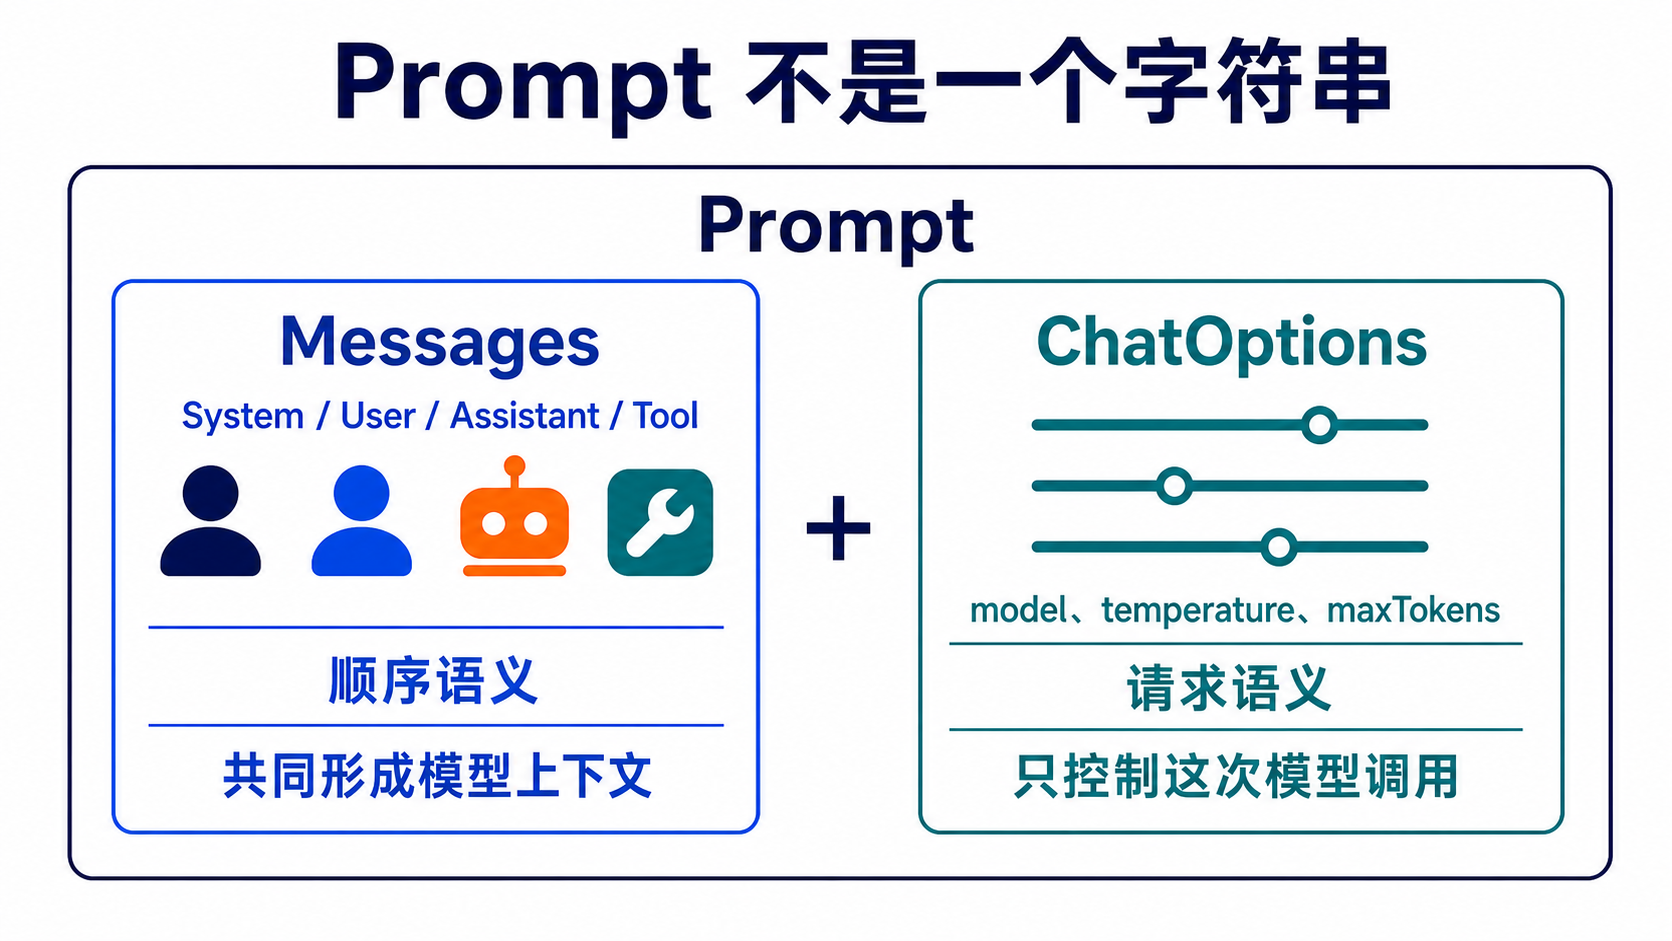 Prompt 不是一个字符串
Prompt
Messages
System / User / Assistant / Tool
顺序语义
共同形成模型上下文
+
ChatOptions
model、temperature、maxTokens
请求语义
只控制这次模型调用